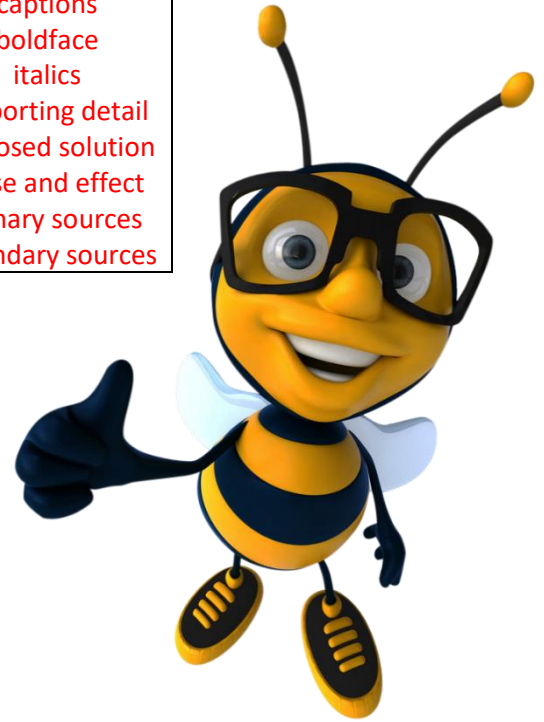 captions
boldface
italics
porting detail
osed solution
se and effect
nary sources
ndary sources